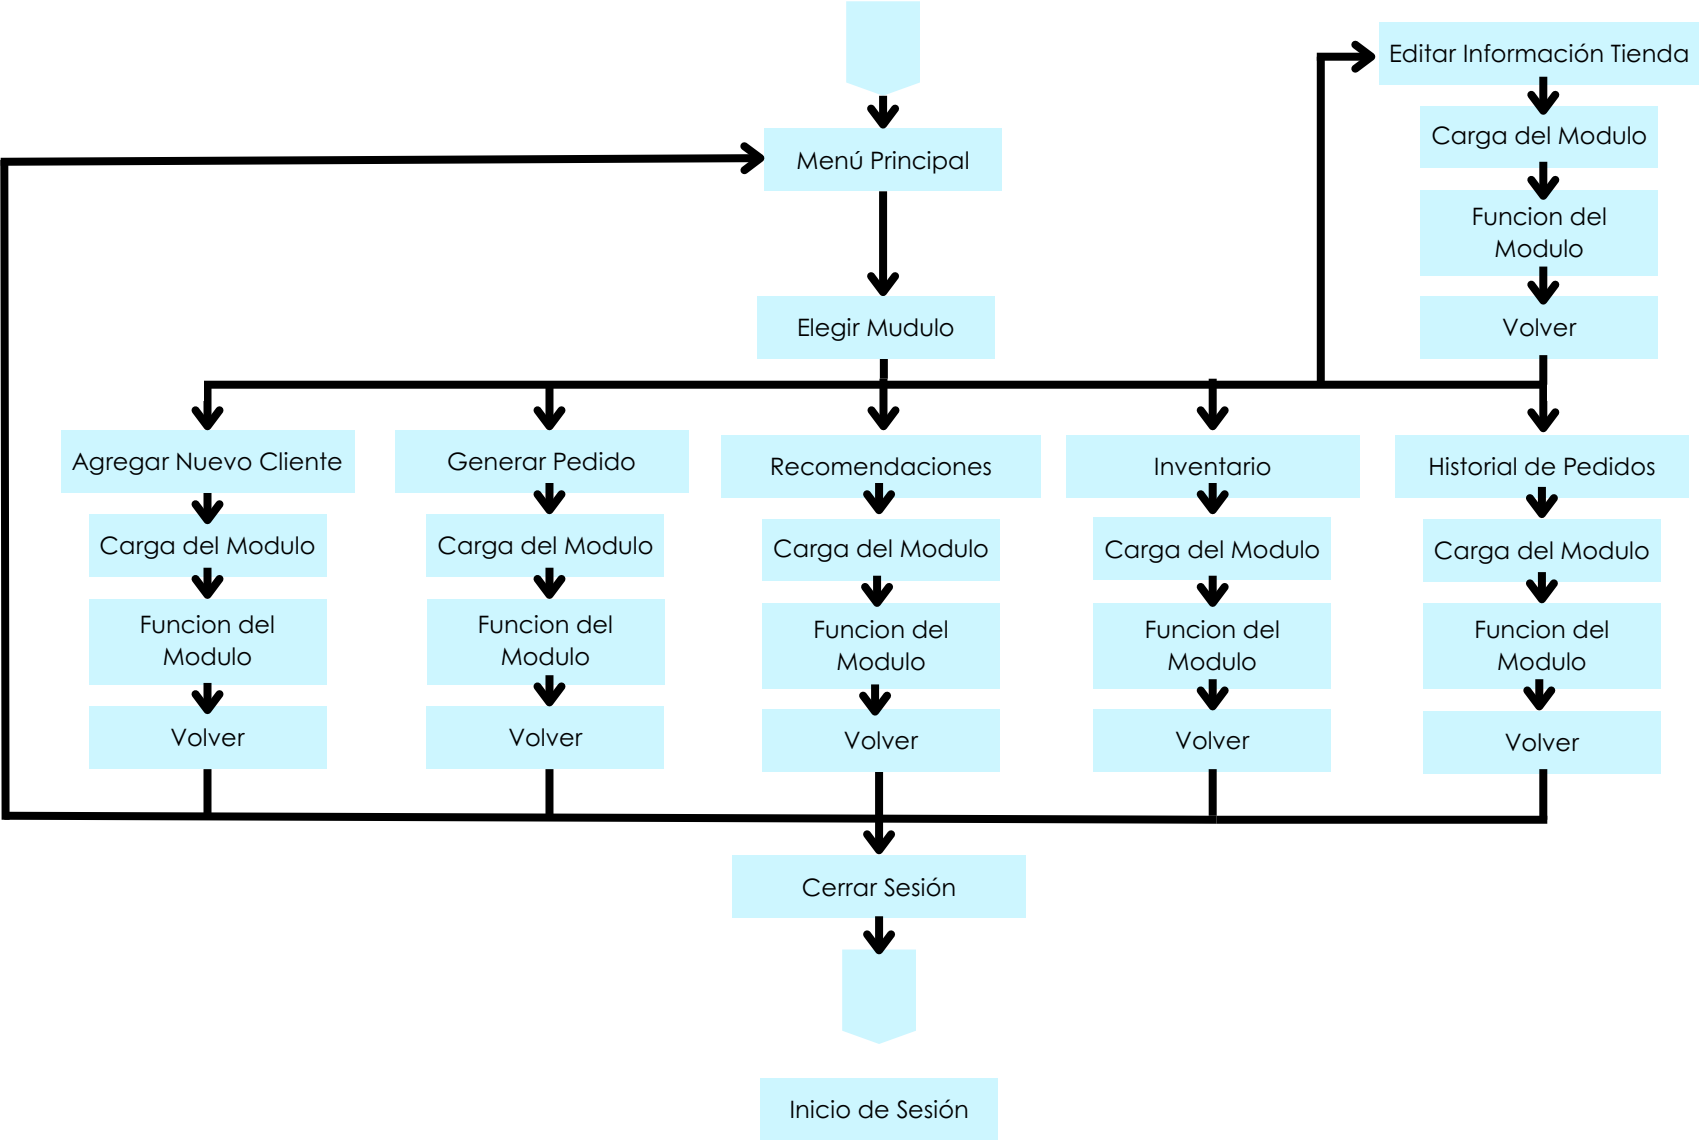 Menú Principal
Elegir Mudulo
Editar Información Tienda
Carga del Modulo
Funcion del
Modulo
Volver
Agregar Nuevo Cliente
Carga del Modulo
Funcion del
Modulo
Volver
Generar Pedido
Carga del Modulo
Funcion del
Modulo
Volver
Recomendaciones
Carga del Modulo
Funcion del
Modulo
Volver
Inventario
Carga del Modulo
Funcion del
Modulo
Volver
Historial de Pedidos
Carga del Modulo
Funcion del
Modulo
Volver
Cerrar Sesión
Inicio de Sesión